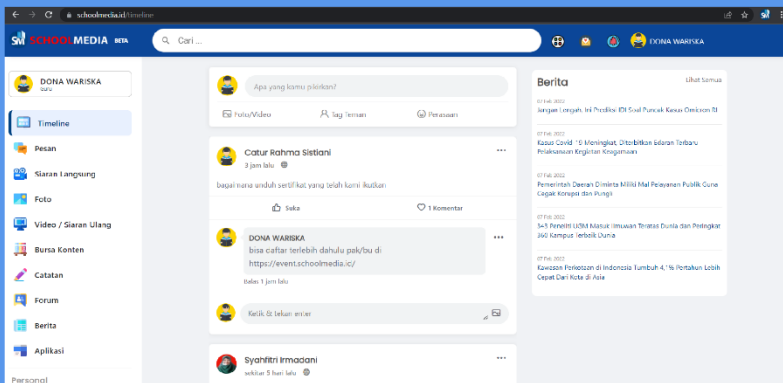 schoolmedia.id/timeline
SCHOOLMEDIA BETA
Cari ...
DONA WARISKA
DONA WARISKA
Guru
Timeline
Pesan
Siaran Langsung
Foto
Video / Siaran Ulang
Bursa Konten
Catatan
Forum
Berita
Aplikasi
Personal
Apa yang kamu pikirkan?
Foto/Video
Tag Teman
Perasaan
Catur Rahma Sistiani
3 jam lalu
bagaimana unduh sertifikat yang telah kami ikutkan
Suka
1 Komentar
DONA WARISKA
bisa daftar terlebih dahulu pak/bu di
https://event.schoolmedia.id/
Balas 1 jam lalu
Ketik & tekan enter
Syahfitri Irmadani
sekitar 5 hari lalu
Berita
Lihat Semua
07 Feb 2022
Jangan Lengah, Ini Prediksi IDI Soal Puncak Kasus Omicron RI
07 Feb 2022
Kasus Covid-19 Meningkat, Diterbitkan Edaran Terbaru
Pelaksanaan Kegiatan Keagamaan
07 Feb 2022
Pemerintah Daerah Diminta Miliki Mal Pelayanan Publik Guna
Cegah Korupsi dan Pungli
07 Feb 2022
Peneliti UGM Masuk Ilmuwan Teratas Dunia dan Peringkat
Kampus Terbaik Dunia
07 Feb 2022
Kawasan Perkotaan di Indonesia Tumbuh 4,1% Pertahun Lebih
Cepat Dari Kota di Asia